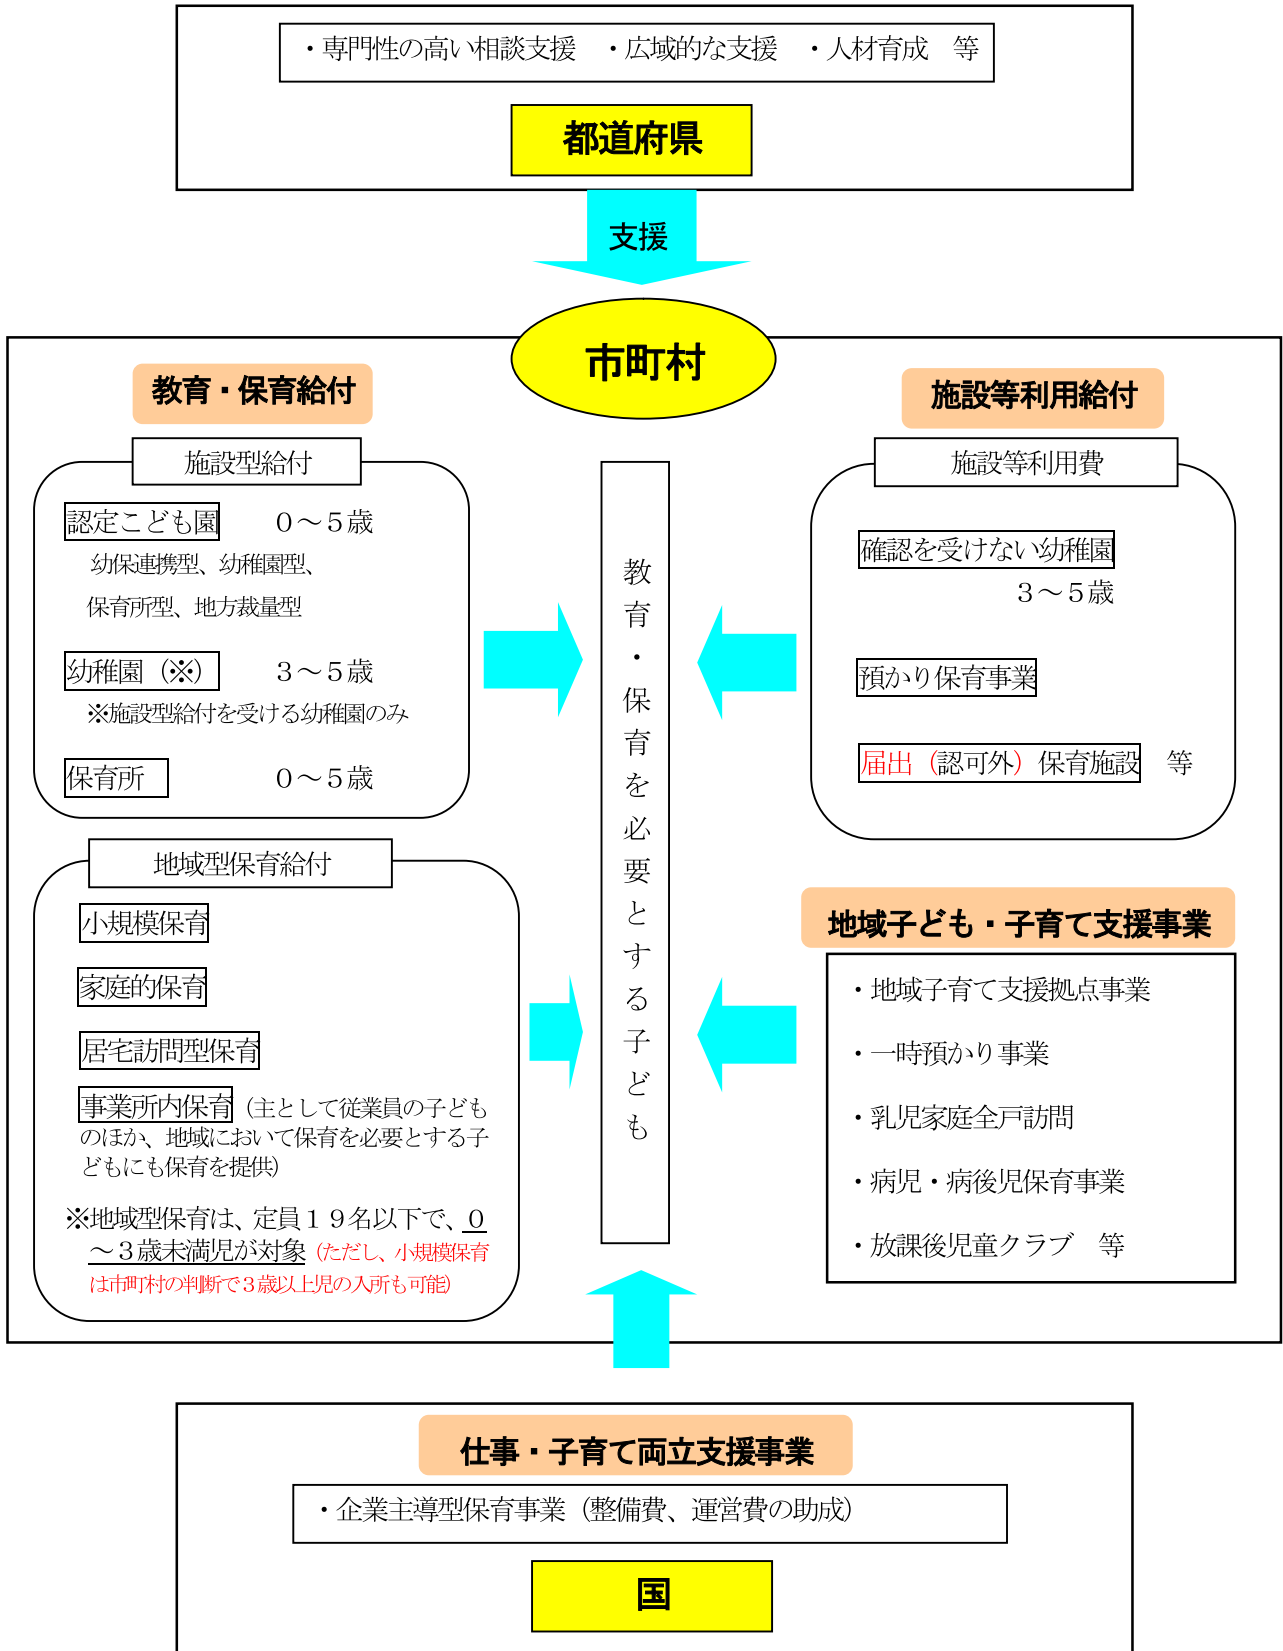 ・専門性の高い相談支援　・広域的な支援　・人材育成　等
都道府県
支援
市町村
教育・保育給付
施設型給付
認定こども園　０～５歳
幼保連携型、幼稚園型、
保育所型、地方裁量型
幼稚園（※）　３～５歳
※施設型給付を受ける幼稚園のみ
保育所　０～５歳
地域型保育給付
小規模保育
家庭的保育
居宅訪問型保育
事業所内保育（主として従業員の子ども
のほか、地域において保育を必要とする子
どもにも保育を提供）
※地域型保育は、定員１９名以下で、０
～３歳未満児が対象（ただし、小規模保育
は市町村の判断で３歳以上児の入所も可能）
教育・保育を必要とする子ども
施設等利用給付
施設等利用費
確認を受けない幼稚園
３～５歳
預かり保育事業
届出（認可外）保育施設　等
地域子ども・子育て支援事業
・地域子育て支援拠点事業
・一時預かり事業
・乳児家庭全戸訪問
・病児・病後児保育事業
・放課後児童クラブ　等
仕事・子育て両立支援事業
・企業主導型保育事業（整備費、運営費の助成）
国